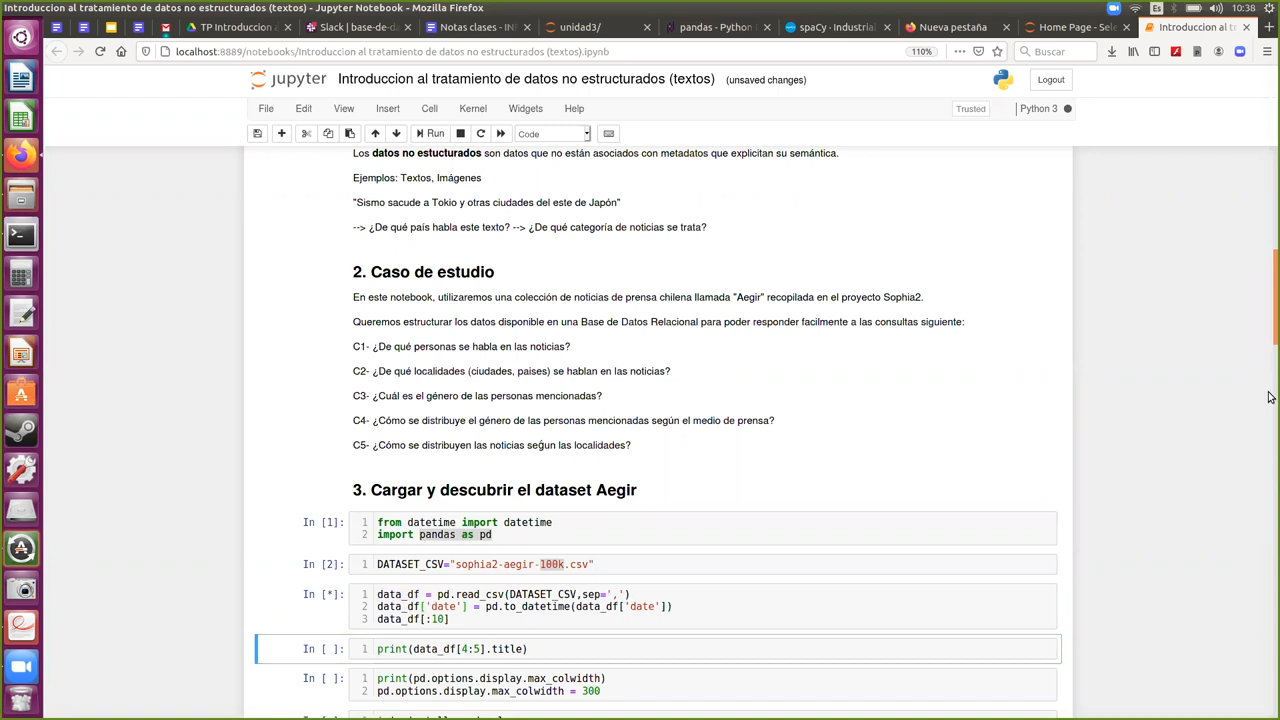 Introduccion al tratamiento de datos no estructurados (textos) - Jupyter Notebook - Mozilla Firefox
Es 10:38
TP Introduccion a
Slack | base-de-da
Not
unidad3/
pandas - Python
spaCy · Industrial
Nueva pestaña
Home Page - Sele
Introduccion al tr
localhost:8889/notebooks/Introduccion al tratamiento de datos no estructurados (textos).ipynb
110%
Buscar
jupyter Introduccion al tratamiento de datos no estructurados (textos) (unsaved changes)
Logout
File Edit View Insert Cell Kernel Widgets Help
Trusted Python 3
Run Code
Los datos no estucturados son datos que no están asociados con metadatos que explicitan su semántica.
Ejemplos: Textos, Imágenes
"Sismo sacude a Tokio y otras ciudades del este de Japón"
--> ¿De qué país habla este texto? --> ¿De qué categoría de noticias se trata?
2. Caso de estudio
En este notebook, utilizaremos una colección de noticias de prensa chilena llamada "Aegir" recopilada en el proyecto Sophia2.
Queremos estructurar los datos disponible en una Base de Datos Relacional para poder responder facilmente a las consultas siguiente:
C1- ¿De qué personas se habla en las noticias?
C2- ¿De qué localidades (ciudades, paises) se hablan en las noticias?
C3- ¿Cuál es el género de las personas mencionadas?
C4- ¿Cómo se distribuye el género de las personas mencionadas según el medio de prensa?
C5- ¿Cómo se distribuyen las noticias seǵun las localidades?
3. Cargar y descubrir el dataset Aegir
In [1]: 1 from datetime import datetime
2 import pandas as pd
In [2]: 1 DATASET_CSV="sophia2-aegir-100k.csv"
In [*]: 1 data_df = pd.read_csv(DATASET_CSV,sep=',')
2 data_df['date'] = pd.to_datetime(data_df['date'])
3 data_df[:10]
In [ ]: 1 print(data_df[4:5].title)
In [ ]: 1 print(pd.options.display.max_colwidth)
2 pd.options.display.max_colwidth = 300